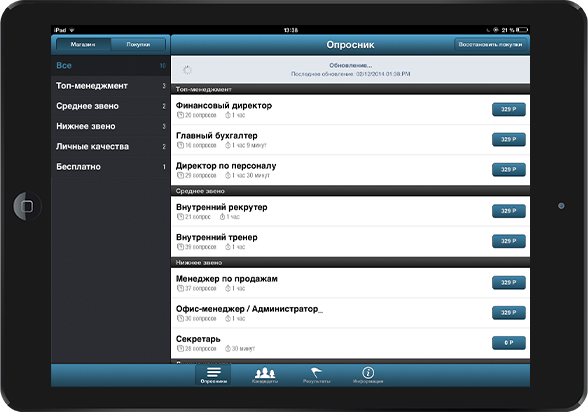 iPad
13:38
21 %
Магазин
Покупки
Опросник
Восстановить покупки
Все 16
Топ-менеджмент 3
Среднее звено 2
Нижнее звено 3
Личные качества 2
Бесплатно 1
Обновление...
Последнее обновление: 02/12/2014 01:38 PM
Топ-менеджмент
Финансовый директор
20 вопросов 1 час
329 Р
Главный бухгалтер
16 вопросов 1 час 9 минут
329 Р
Директор по персоналу
29 вопросов 1 час 30 минут
329 Р
Среднее звено
Внутренний рекрутер
21 вопрос 1 час
329 Р
Внутренний тренер
39 вопросов 1 час
329 Р
Нижнее звено
Менеджер по продажам
37 вопросов 1 час
329 Р
Офис-менеджер / Администратор_
30 вопросов 1 час
329 Р
Секретарь
28 вопросов 30 минут
0 Р
Опросники
Кандидаты
Результаты
Информация